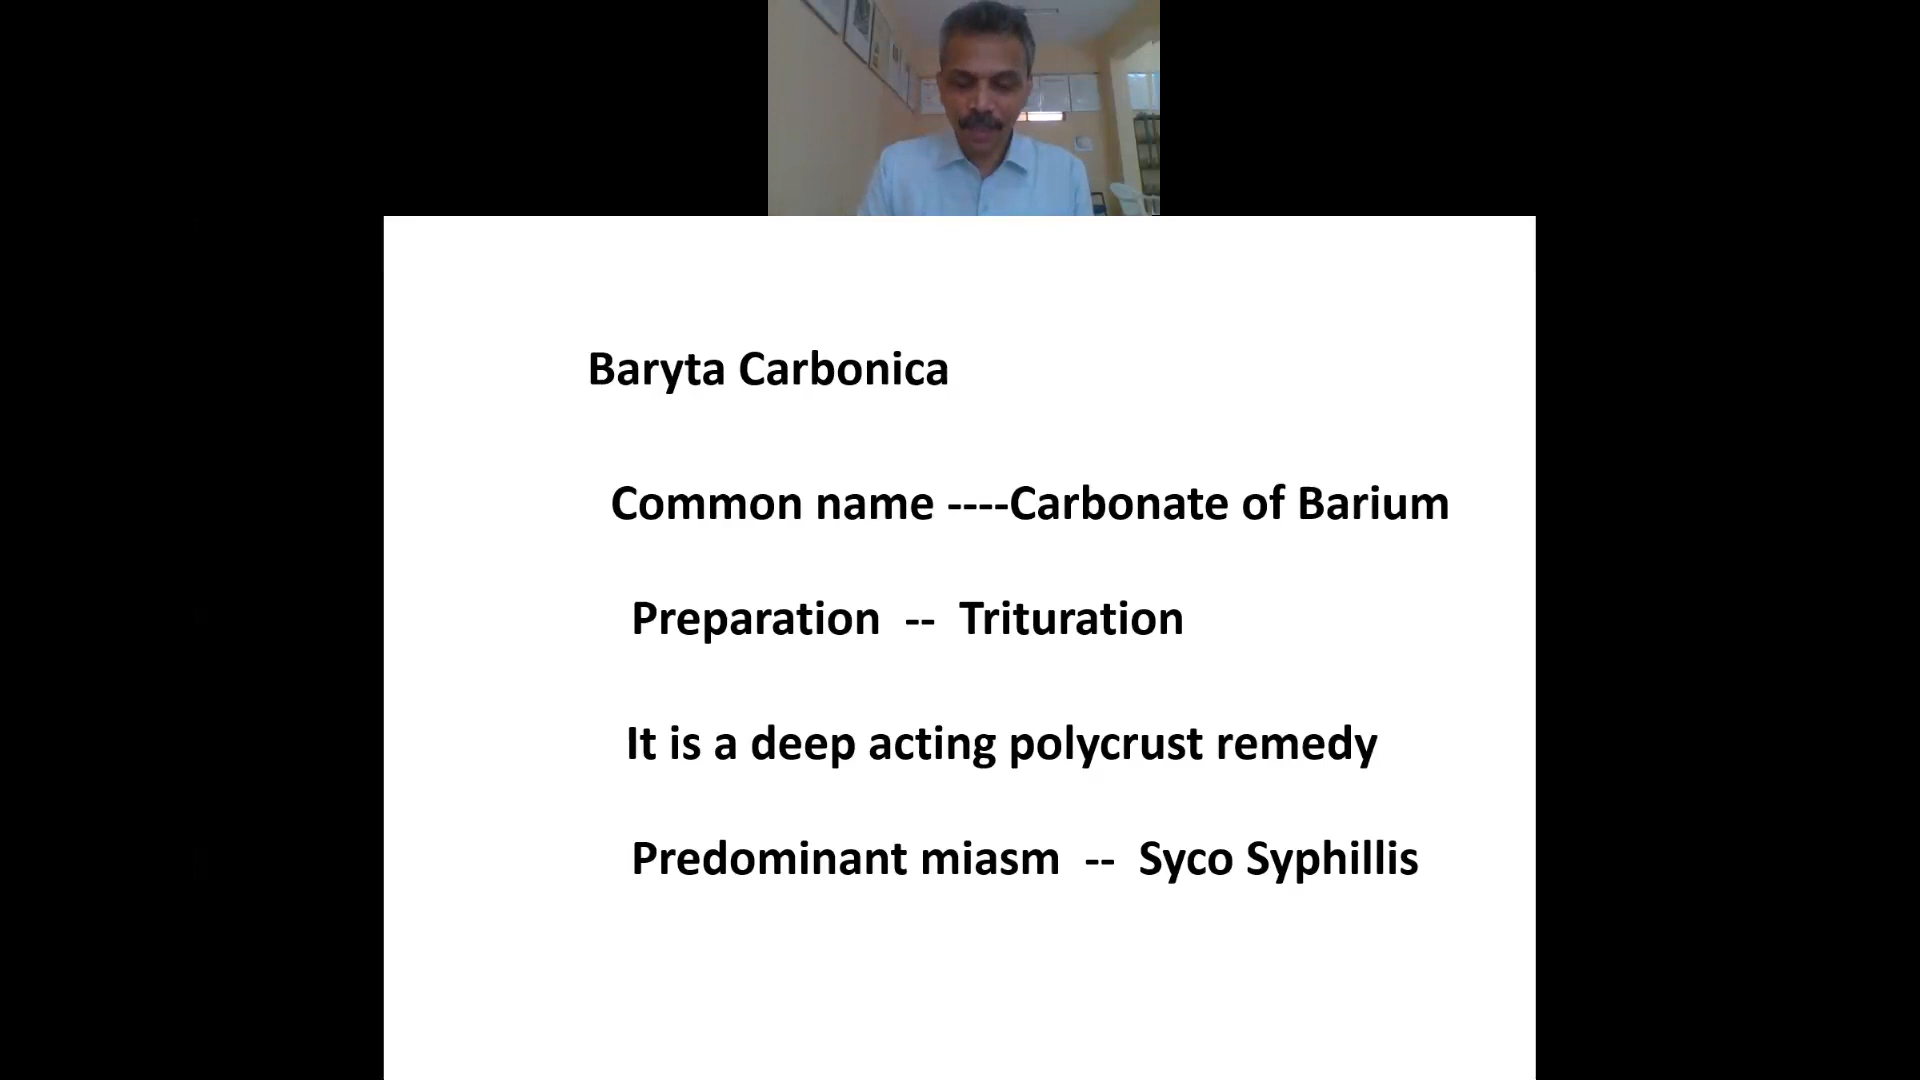 Baryta Carbonica
Common name ----Carbonate of Barium
Preparation -- Trituration
It is a deep acting polycrust remedy
Predominant miasm -- Syco Syphillis